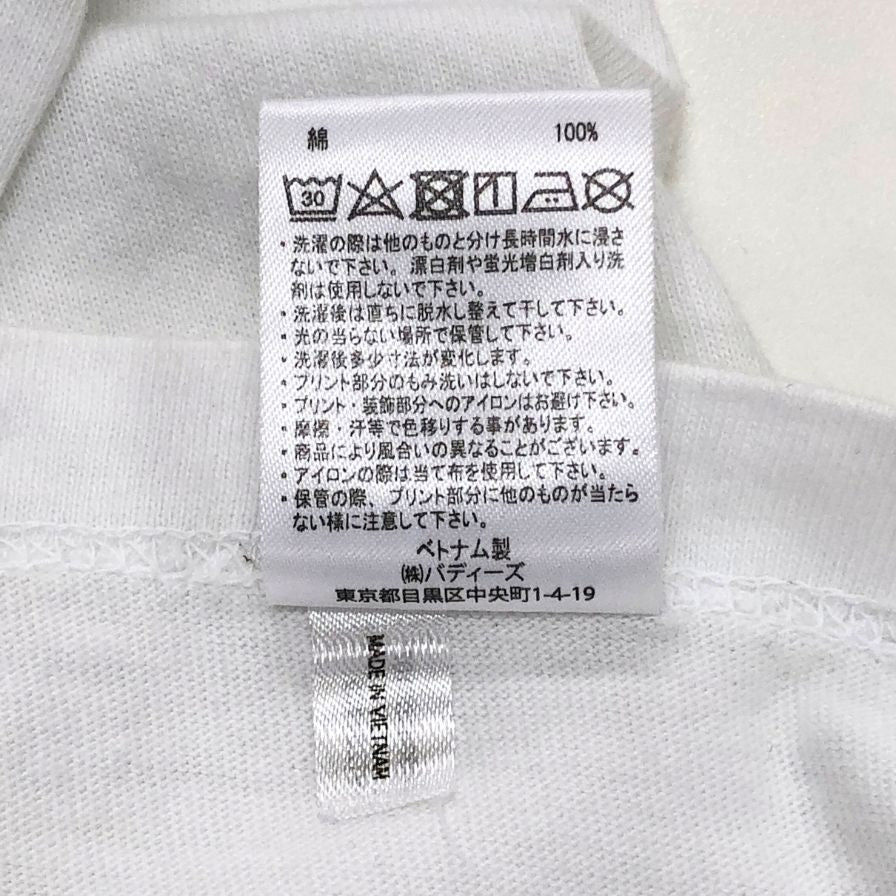 綿 100%
30
・洗濯の際は他のものと分け長時間水に浸さ
ないで下さい。漂白剤や蛍光増白剤入り洗
剤は使用しないで下さい。
・洗濯後は直ちに脱水し整えて干して下さい。
・光の当らない場所で保管して下さい。
・洗濯後多少寸法が変化します。
・プリント部分のもみ洗いはしないで下さい。
・プリント・装飾部分へのアイロンはお避け下さい。
・摩擦・汗等で色移りする事があります。
・商品により風合いの異なることがございます。
・アイロンの際は当て布を使用して下さい。
・保管の際、プリント部分に他のものが当たら
ない様に注意して下さい。
ベトナム製
㈱バディーズ
東京都目黒区中央町1-4-19
MADE IN VIETNAM